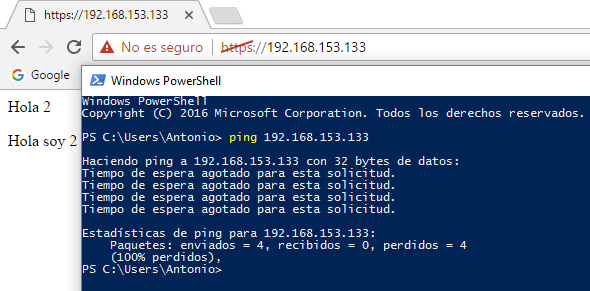 https://192.168.153.133
No es seguro | https://192.168.153.133
Google
Hola 2
Hola soy 2
Windows PowerShell
Windows PowerShell
Copyright (C) 2016 Microsoft Corporation. Todos los derechos reservados.
PS C:\Users\Antonio> ping 192.168.153.133
Haciendo ping a 192.168.153.133 con 32 bytes de datos:
Tiempo de espera agotado para esta solicitud.
Tiempo de espera agotado para esta solicitud.
Tiempo de espera agotado para esta solicitud.
Tiempo de espera agotado para esta solicitud.
Estadísticas de ping para 192.168.153.133:
Paquetes: enviados = 4, recibidos = 0, perdidos = 4
(100% perdidos),
PS C:\Users\Antonio>